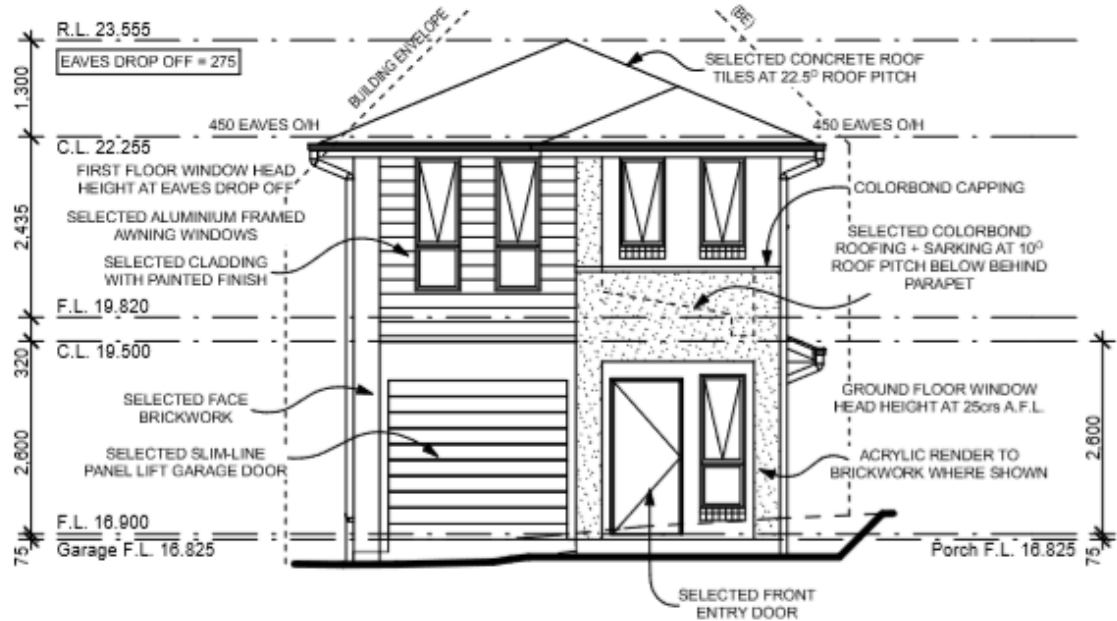 R.L. 23.555
EAVES DROP OFF = 275
BUILDING ENVELOPE
(BE)
SELECTED CONCRETE ROOF
TILES AT 22.5° ROOF PITCH
1,300
450 EAVES O/H
450 EAVES O/H
C.L. 22.255
FIRST FLOOR WINDOW HEAD
HEIGHT AT EAVES DROP OFF
COLORBOND CAPPING
SELECTED ALUMINIUM FRAMED
AWNING WINDOWS
2,435
SELECTED COLORBOND
ROOFING + SARKING AT 10°
ROOF PITCH BELOW BEHIND
PARAPET
SELECTED CLADDING
WITH PAINTED FINISH
F.L. 19.820
320
C.L. 19.500
SELECTED FACE
BRICKWORK
GROUND FLOOR WINDOW
HEAD HEIGHT AT 25crs A.F.L.
2,600
2,600
SELECTED SLIM-LINE
PANEL LIFT GARAGE DOOR
ACRYLIC RENDER TO
BRICKWORK WHERE SHOWN
F.L. 16.900
75
Garage F.L. 16.825
Porch F.L. 16.825
75
SELECTED FRONT
ENTRY DOOR